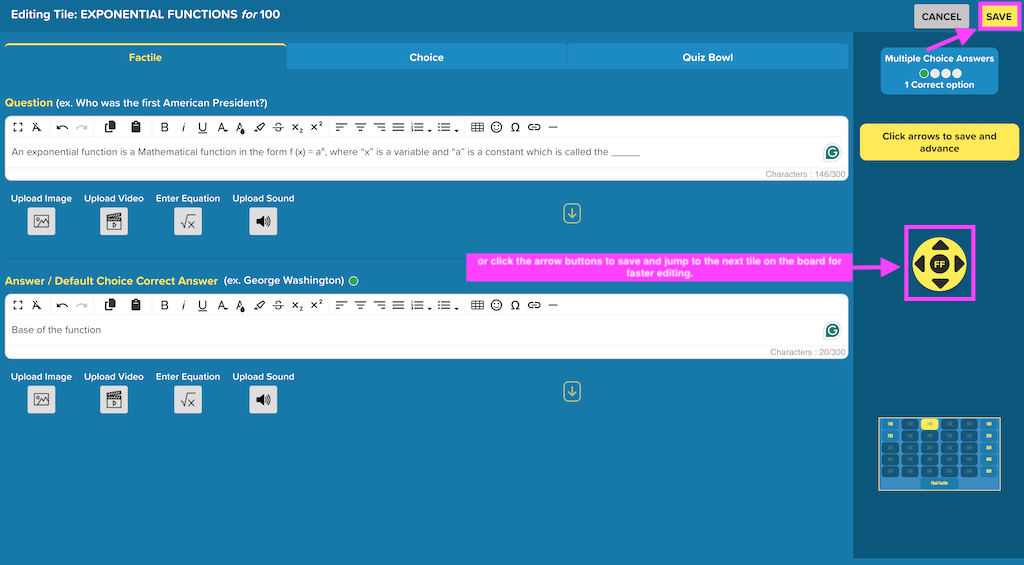 Editing Tile: EXPONENTIAL FUNCTIONS for 100
CANCEL
SAVE
Factile
Choice
Quiz Bowl
Multiple Choice Answers
1 Correct option
Question (ex. Who was the first American President?)
Click arrows to save and
advance
An exponential function is a Mathematical function in the form f (x) = aˣ, where "x" is a variable and "a" is a constant which is called the ______
Characters : 146/300
Upload Image
Upload Video
Enter Equation
Upload Sound
or click the arrow buttons to save and jump to the next tile on the board for
faster editing.
FF
Answer / Default Choice Correct Answer (ex. George Washington)
Base of the function
Characters : 20/300
Upload Image
Upload Video
Enter Equation
Upload Sound